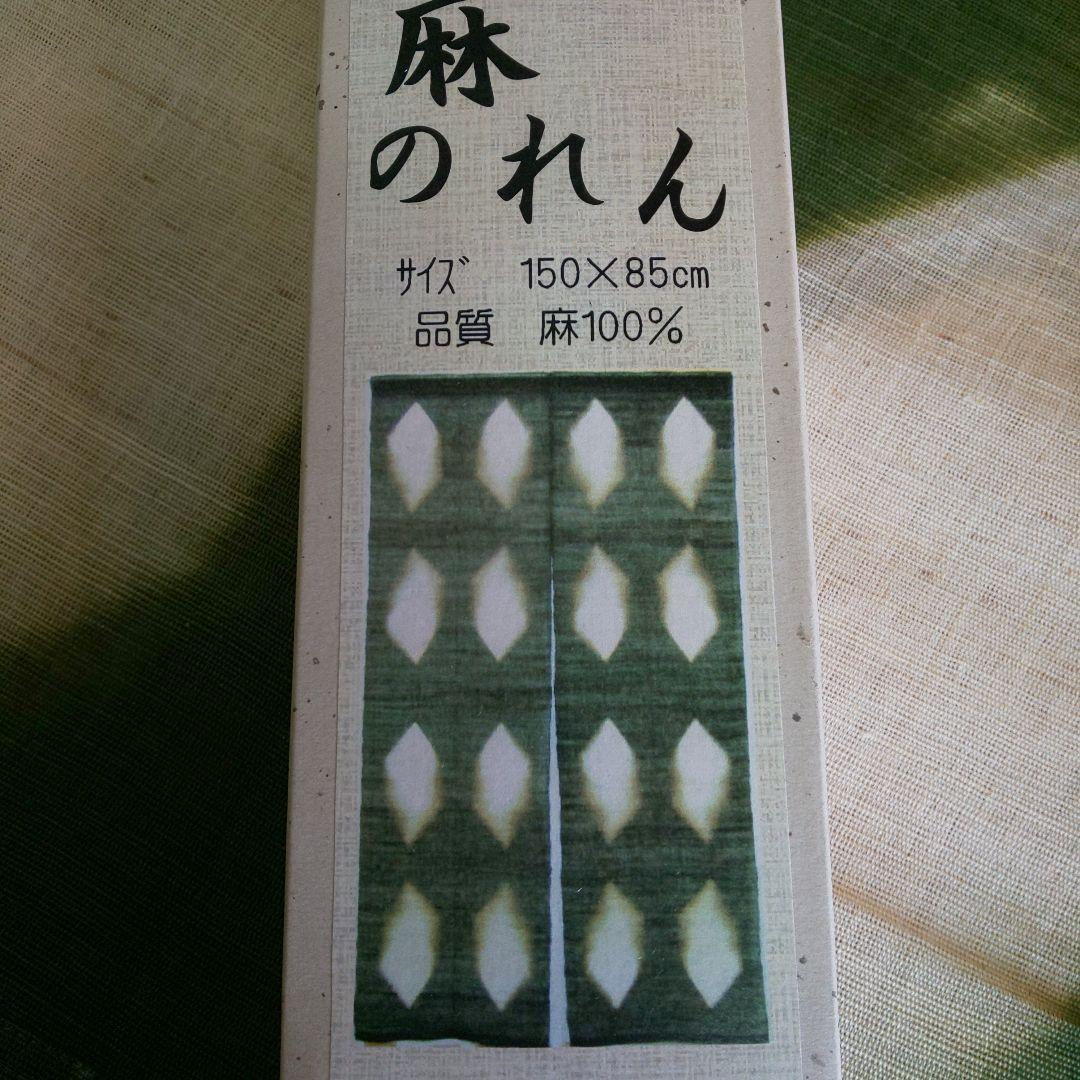 麻
のれん
サイズ 150×85cm
品質 麻100%